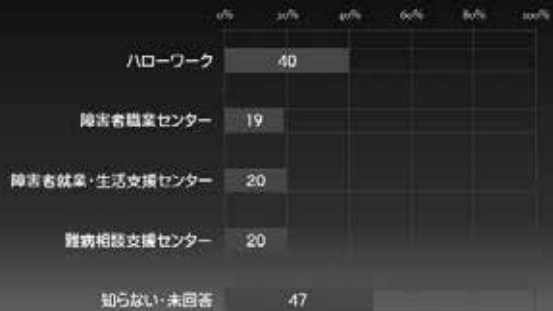 0% 20% 40% 60% 80% 100%
ハローワーク 40
障害者職業センター 19
障害者就業・生活支援センター 20
難病相談支援センター 20
知らない・未回答 47